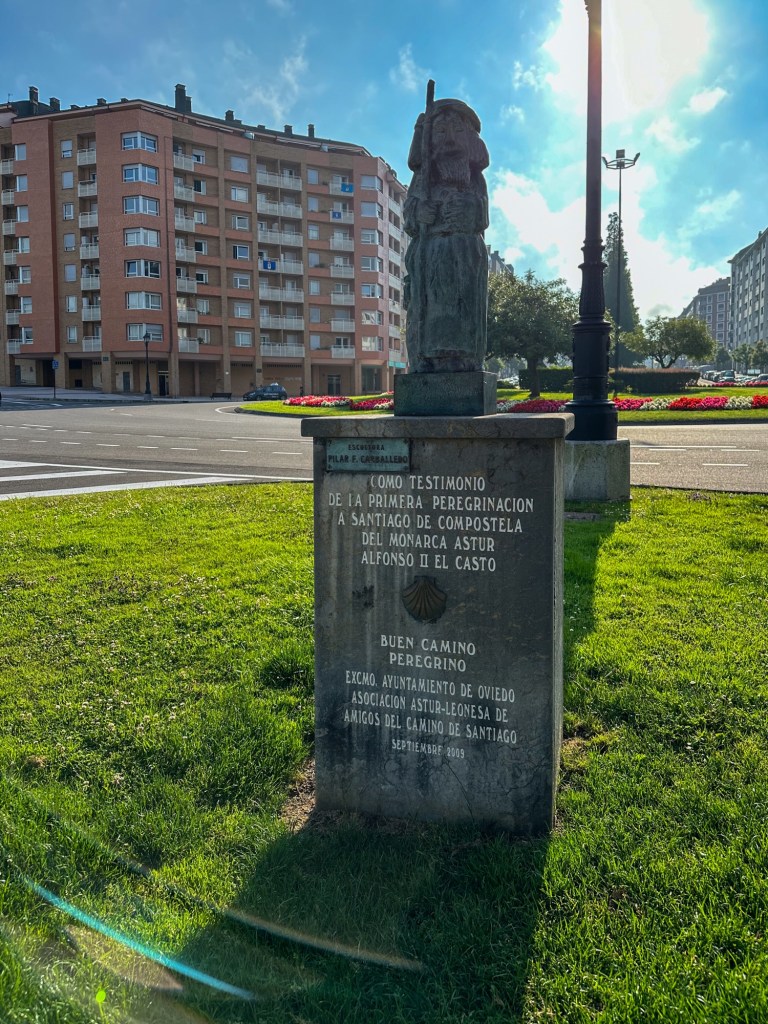 ESCULTORA
PILAR F. CARBALLEDO
COMO TESTIMONIO
DE LA PRIMERA PEREGRINACION
A SANTIAGO DE COMPOSTELA
DEL MONARCA ASTUR
ALFONSO II EL CASTO
BUEN CAMINO
PEREGRINO
EXCMO. AYUNTAMIENTO DE OVIEDO
ASOCIACION ASTUR-LEONESA DE
AMIGOS DEL CAMINO DE SANTIAGO
SEPTIEMBRE 2009